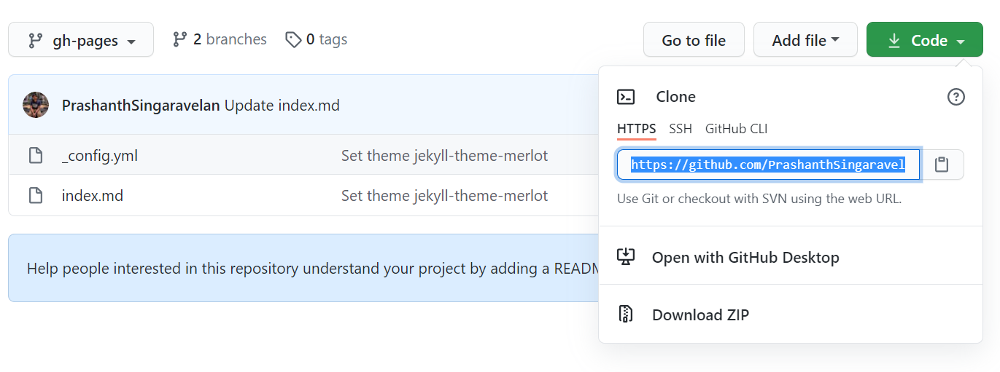 gh-pages
2 branches
0 tags
Go to file
Add file
Code
PrashanthSingaravelan Update index.md
_config.yml Set theme jekyll-theme-merlot
index.md Set theme jekyll-theme-merlot
Help people interested in this repository understand your project by adding a
Clone
HTTPS SSH GitHub CLI
https://github.com/PrashanthSingaravel
Use Git or checkout with SVN using the web URL.
Open with GitHub Desktop
Download ZIP